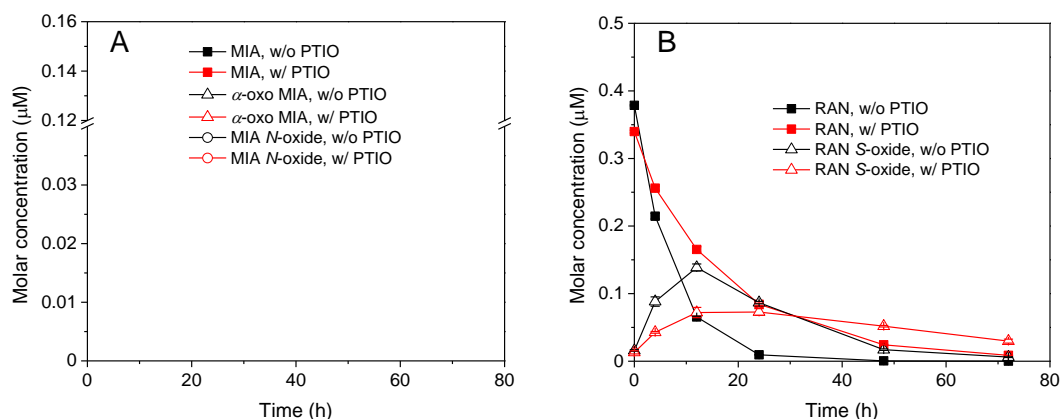 A
MIA, w/o PTIO
MIA, w/ PTIO
α-oxo MIA, w/o PTIO
α-oxo MIA, w/ PTIO
MIA N-oxide, w/o PTIO
MIA N-oxide, w/ PTIO
Molar concentration (μM)
0.16
0.14
0.12
0.03
0.02
0.01
0
0 20 40 60 80
Time (h)
B
RAN, w/o PTIO
RAN, w/ PTIO
RAN S-oxide, w/o PTIO
RAN S-oxide, w/ PTIO
Molar concentration (μM)
0.5
0.4
0.3
0.2
0.1
0
0 20 40 60 80
Time (h)